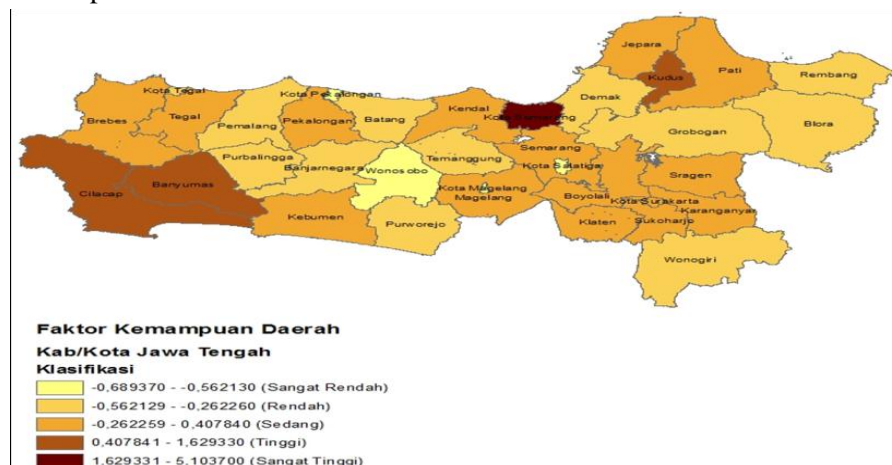 Jepara
Kudus
Pati
Rembang
Kota Tegal
Kota Pekalongan
Kendal
Kota Semarang
Demak
Brebes
Tegal
Pemalang
Pekalongan
Batang
Grobogan
Blora
Purbalingga
Banjarnegara
Temanggung
Semarang
Kota Salatiga
Wonosobo
Sragen
Cilacap
Banyumas
Kota Magelang
Magelang
Boyolali
Kota Surakarta
Karanganyar
Kebumen
Purworejo
Klaten
Sukoharjo
Wonogiri
Faktor Kemampuan Daerah
Kab/Kota Jawa Tengah
Klasifikasi
-0,689370 - -0,562130 (Sangat Rendah)
-0,562129 - -0,262260 (Rendah)
-0,262259 - 0,407840 (Sedang)
0,407841 - 1,629330 (Tinggi)
1,629331 - 5,103700 (Sangat Tinggi)